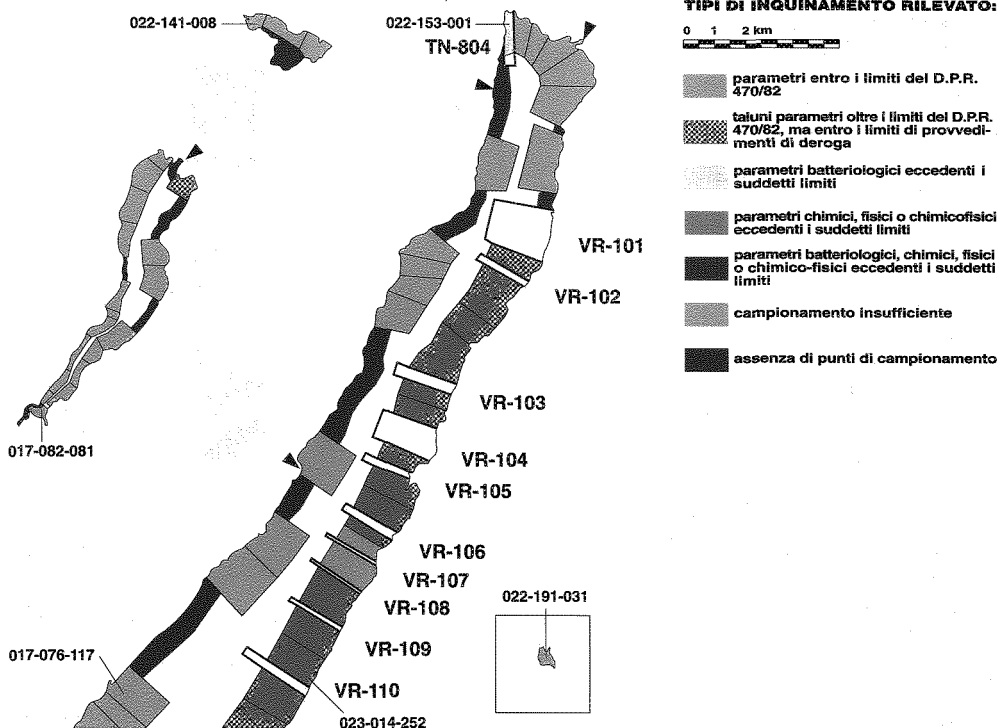 TIPI DI INQUINAMENTO RILEVATO:
0 1 2 km
parametri entro i limiti del D.P.R.
470/82
taluni parametri oltre i limiti del D.P.R.
470/82, ma entro i limiti di provvedi-
menti di deroga
parametri batteriologici eccedenti i
suddetti limiti
parametri chimici, fisici o chimicofisici
eccedenti i suddetti limiti
parametri batteriologici, chimici, fisici
o chimico-fisici eccedenti i suddetti
limiti
campionamento insufficiente
assenza di punti di campionamento
022-141-008
022-153-001
TN-804
VR-101
VR-102
VR-103
017-082-081
VR-104
VR-105
VR-106
VR-107
022-191-031
VR-108
VR-109
017-076-117
VR-110
023-014-252